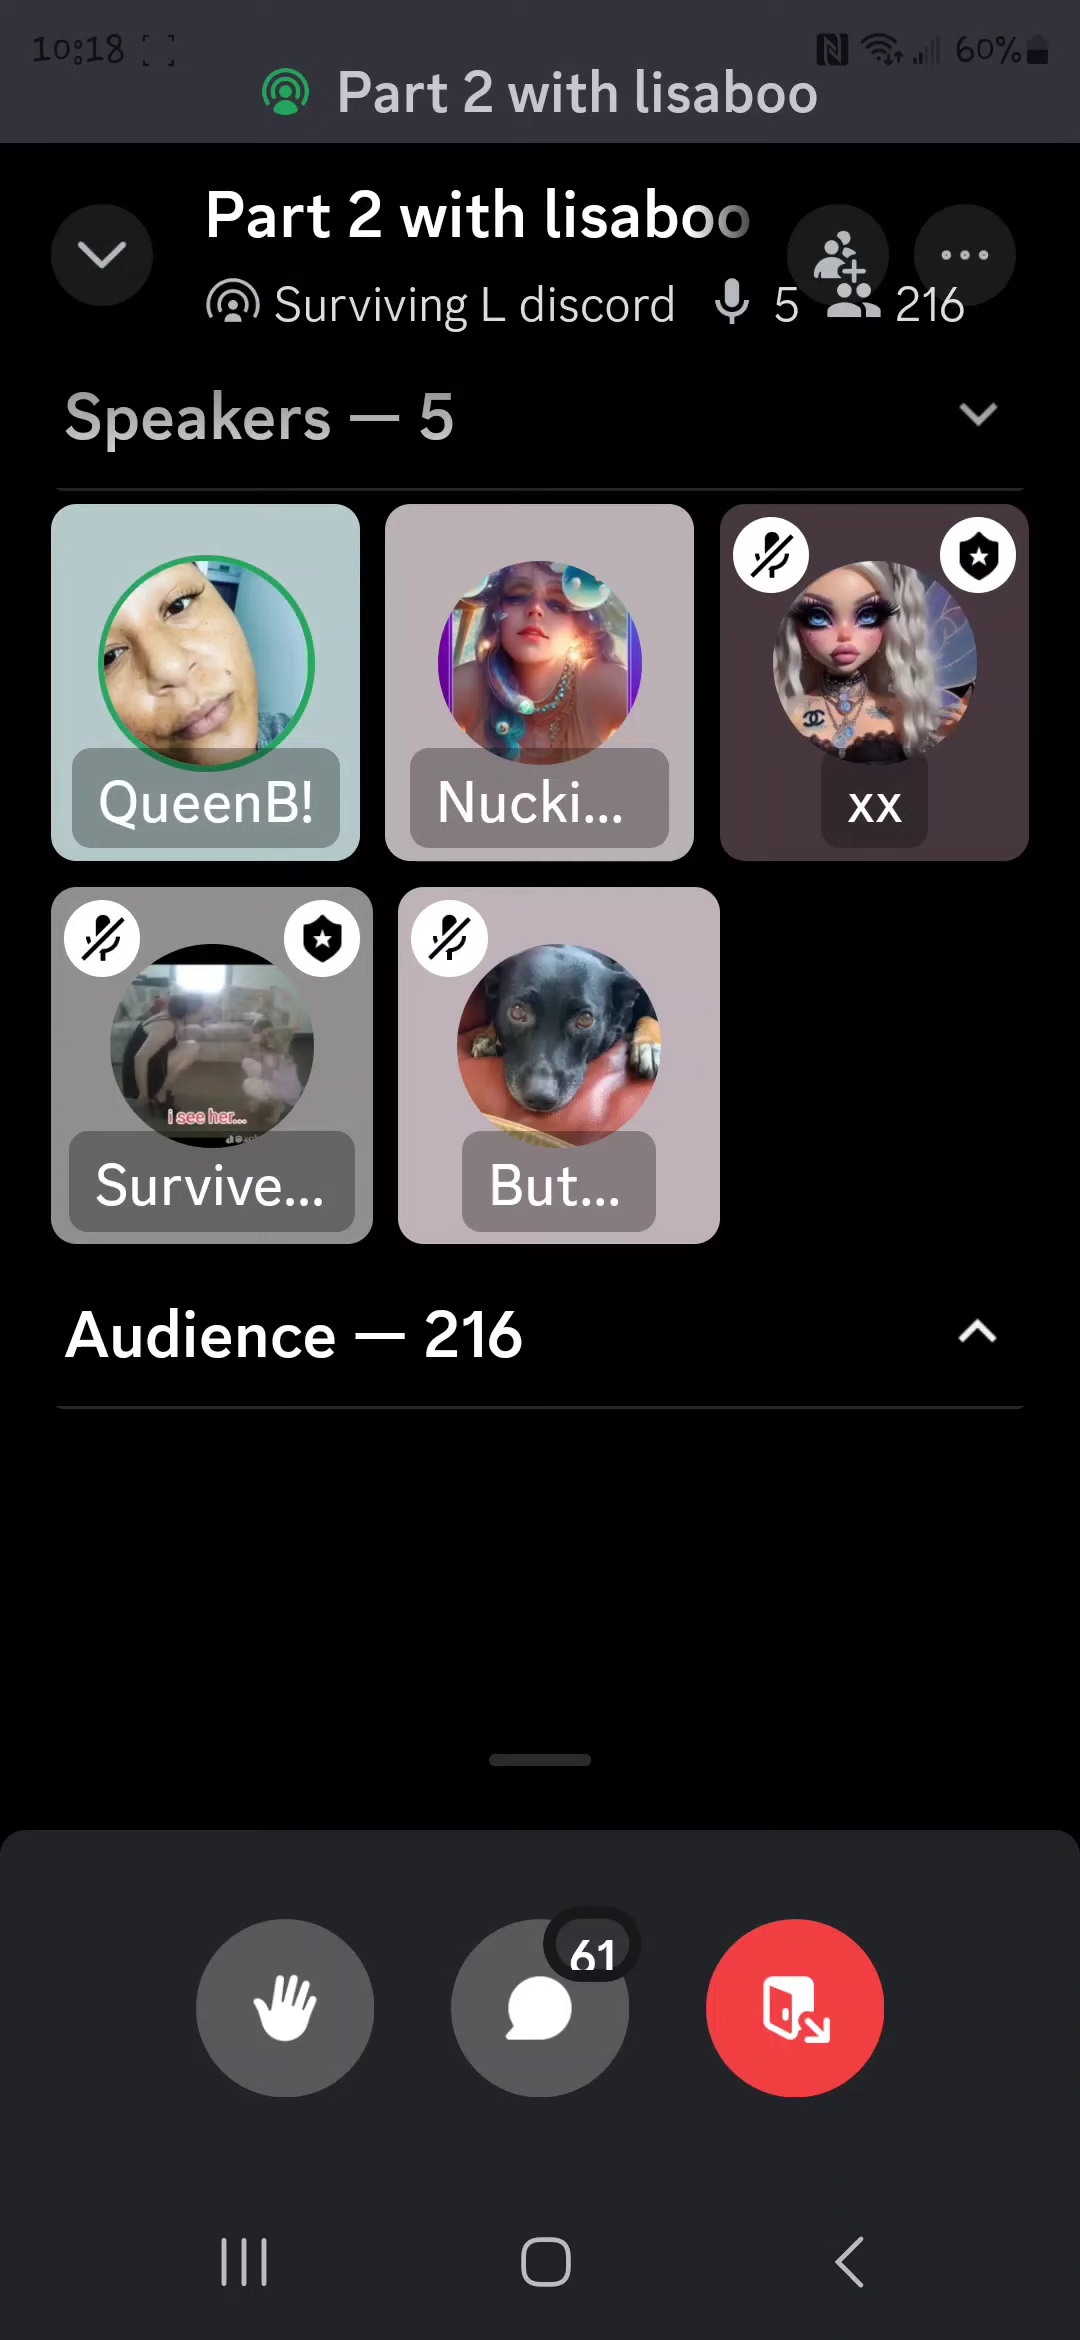 10:18 60%
Part 2 with lisaboo
Part 2 with lisaboo
Surviving L discord 5 216
Speakers — 5
QueenB!
Nucki...
xx
i see her...
Survive...
But...
Audience — 216
61